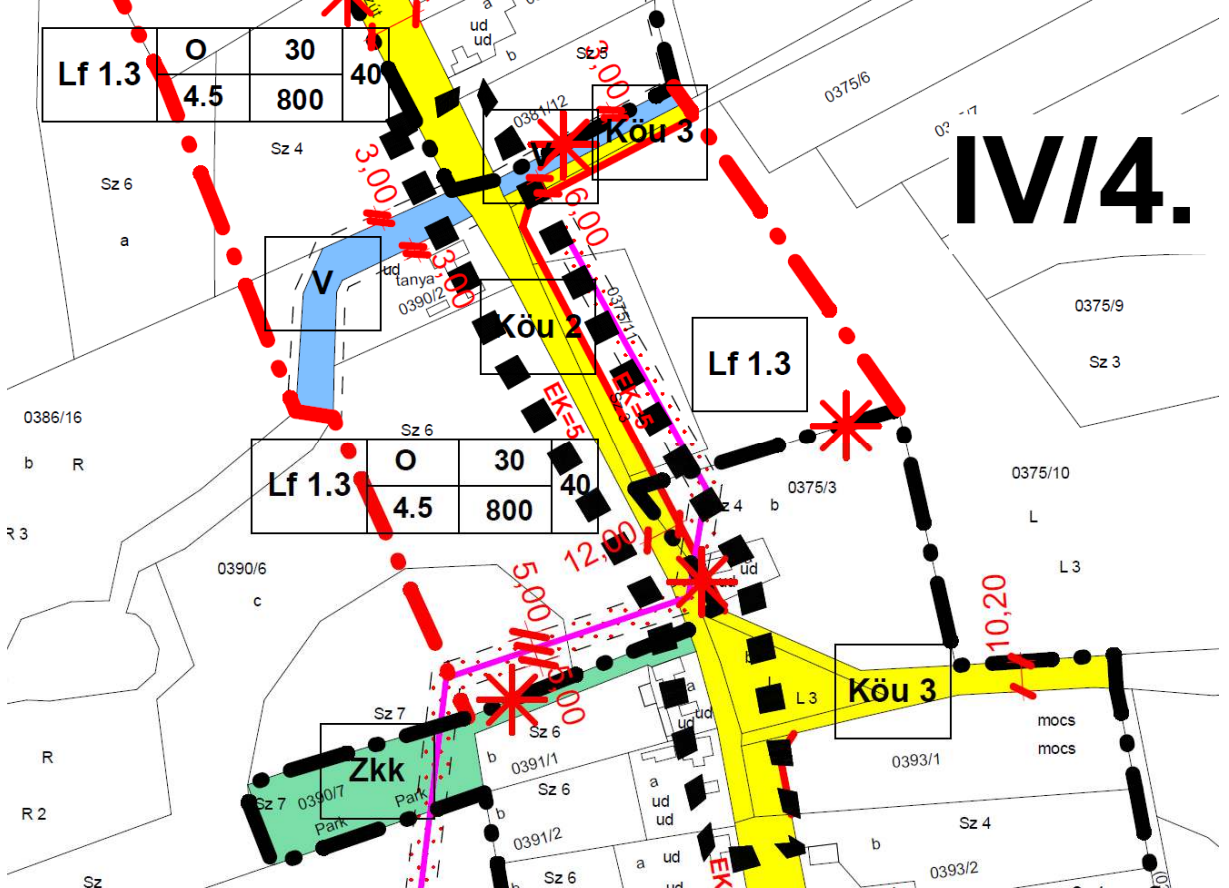 a
ud
ud
b
Sz 5
Lf 1.3
O
30
40
4.5
800
3,00
0381/12
Köu 3
0375/6
IV/4.
Sz 4
Sz 6
a
3,00
V
6,00
V
ud
tanya
0390/2
3,00
Köu 2
0375/11
0375/9
Sz 3
Lf 1.3
EK=5
EK=5
0386/16
b
R
R 3
Sz 6
Lf 1.3
O
30
40
4.5
800
0375/3
Sz 4
b
0375/10
L
L 3
12,00
ud
ud
0390/6
c
5,00
10,20
b
5,00
Köu 3
L 3
a
ud
ud
mocs
mocs
Sz 7
Sz 6
Zkk
b
0391/1
0393/1
R
R 2
Sz 7
0390/7
Park
Park
Sz 6
a
ud
ud
b
0391/2
Sz 4
b
0393/2
a
ud
EK=
Sz
Sz 6
b
ud